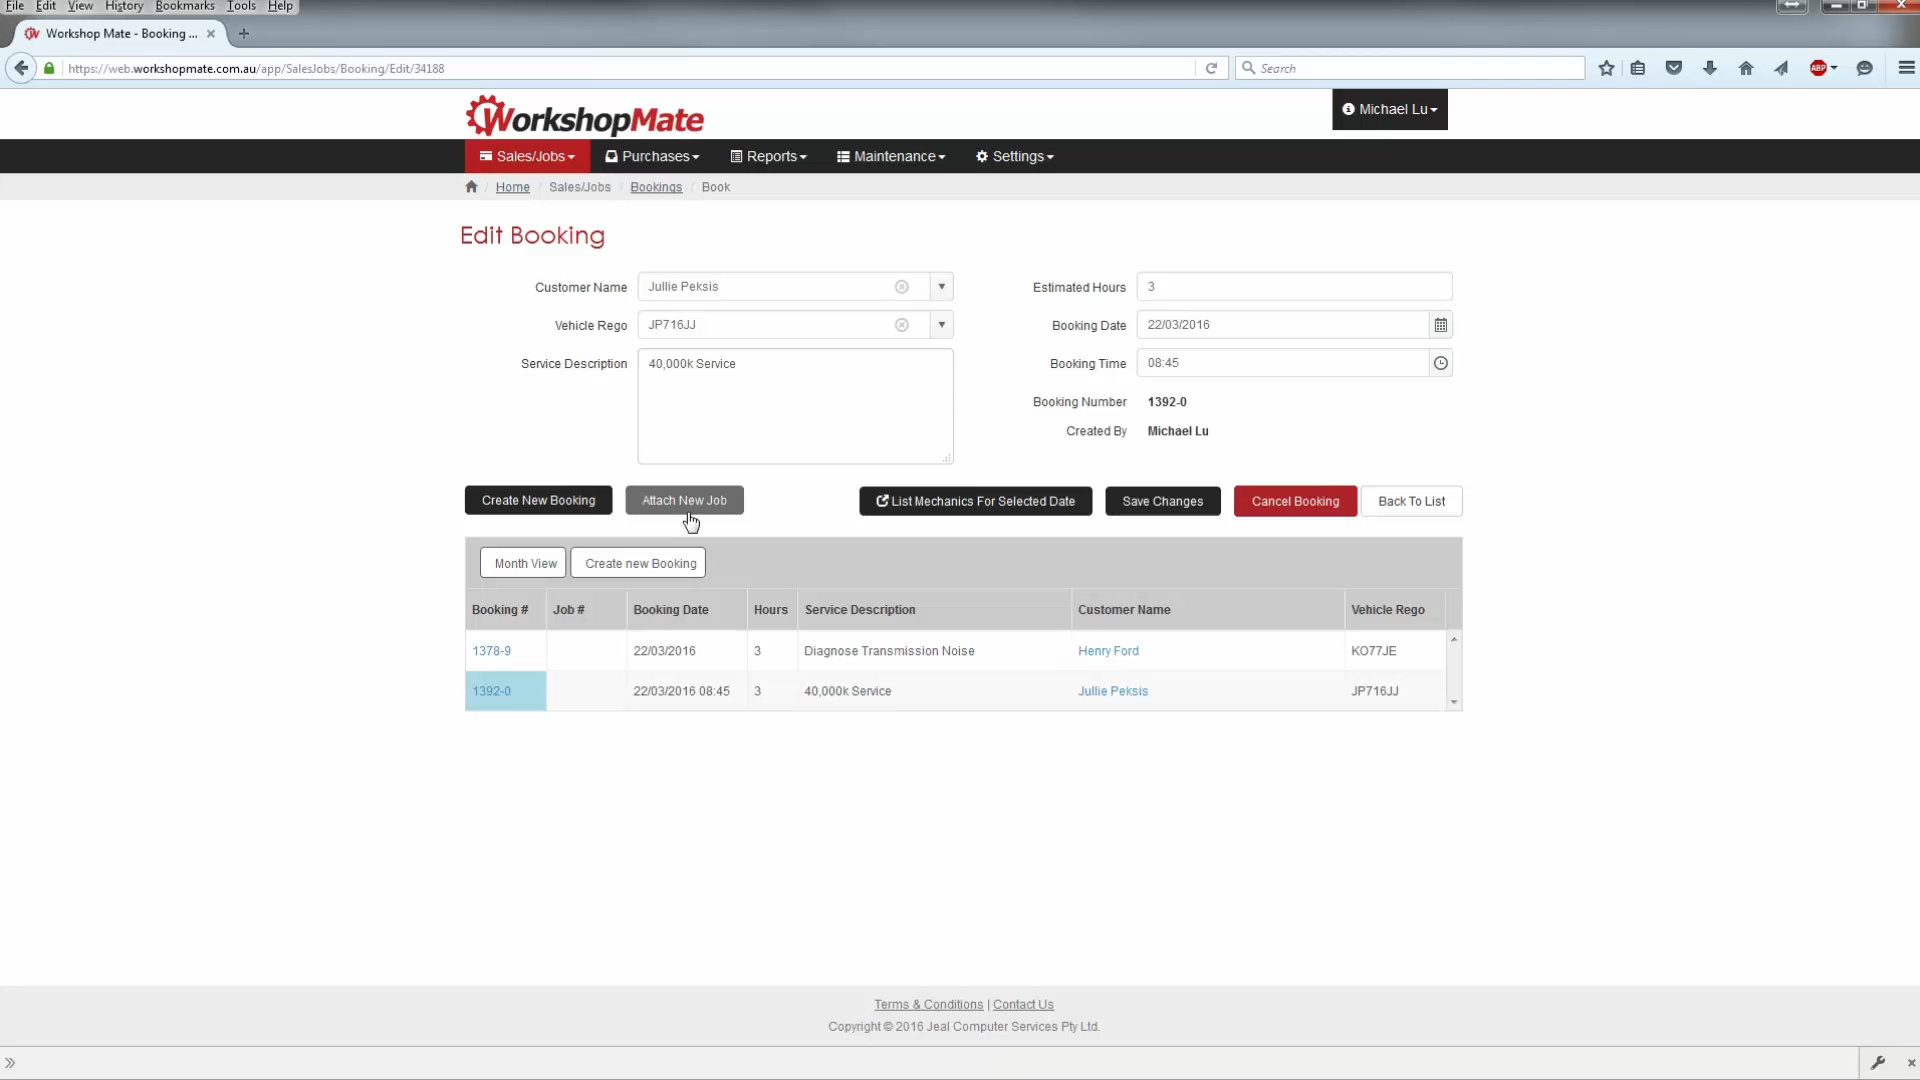 File Edit View History Bookmarks Tools Help
Workshop Mate - Booking ...
https://web.workshopmate.com.au/app/SalesJobs/Booking/Edit/34188
Search
ABP
WorkshopMate
Michael Lu
Sales/Jobs Purchases Reports Maintenance Settings
/ Home / Sales/Jobs / Bookings / Book
Edit Booking
Customer Name Jullie Peksis Estimated Hours 3
Vehicle Rego JP716JJ Booking Date 22/03/2016
Service Description 40,000k Service Booking Time 08:45
Booking Number 1392-0
Created By Michael Lu
Create New Booking Attach New Job List Mechanics For Selected Date Save Changes Cancel Booking Back To List
Month View Create new Booking
Booking # Job # Booking Date Hours Service Description Customer Name Vehicle Rego
1378-9 22/03/2016 3 Diagnose Transmission Noise Henry Ford KO77JE
1392-0 22/03/2016 08:45 3 40,000k Service Jullie Peksis JP716JJ
Terms & Conditions | Contact Us
Copyright © 2016 Jeal Computer Services Pty Ltd.